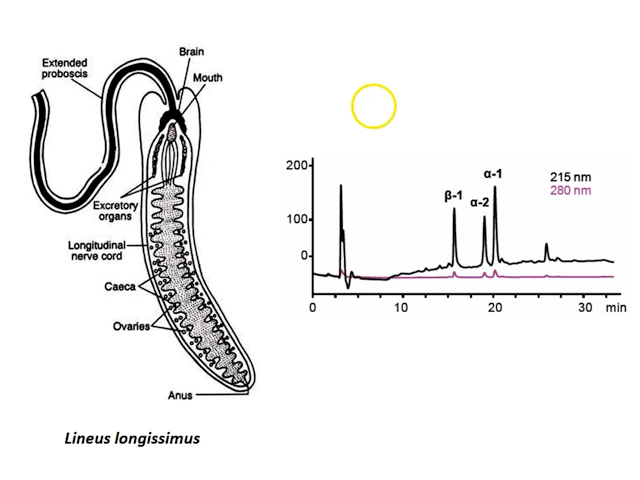 Brain
Extended
proboscis
Mouth
Excretory
organs
Longitudinal
nerve cord
Caeca
Ovaries
Anus
Lineus longissimus
200
100
0
β-1
α-2
α-1
215 nm
280 nm
0
10
20
30
min